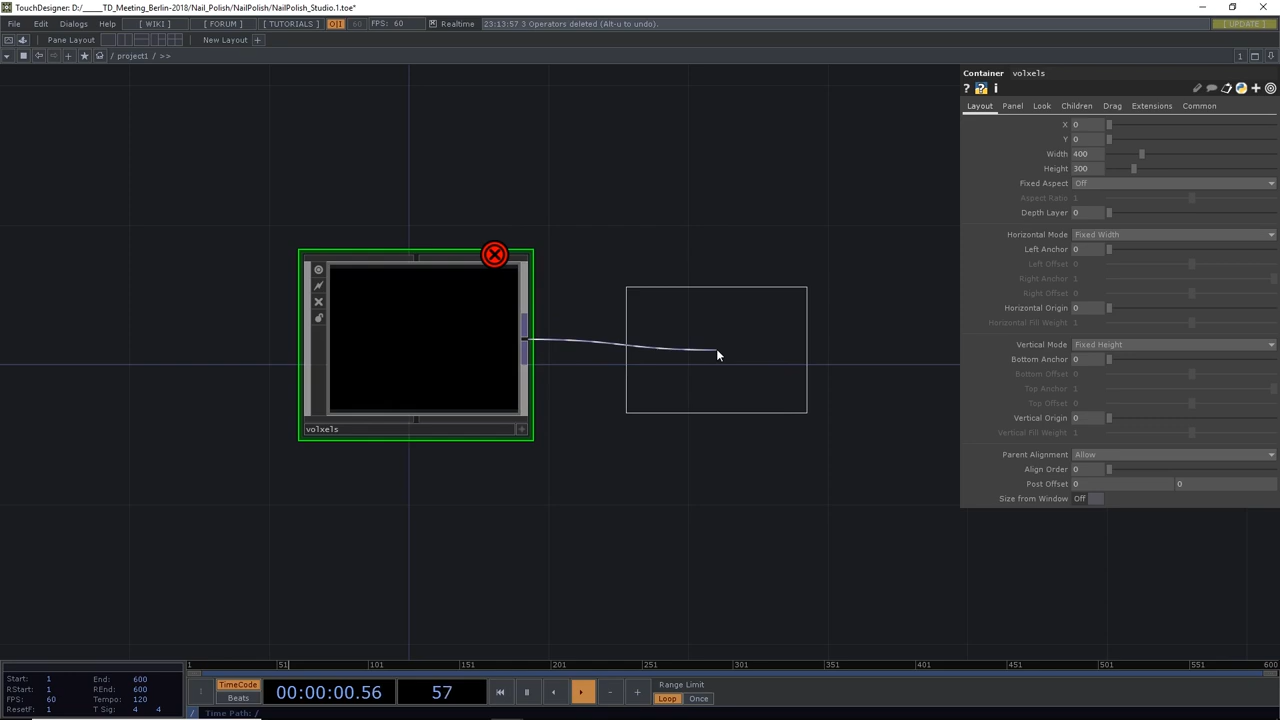 TouchDesigner: D:/_____TD_Meeting_Berlin-2018/Nail_Polish/NailPolish/NailPolish_Studio.1.toe*
File Edit Dialogs Help [ WIKI ] [ FORUM ] [ TUTORIALS ] O|I 60 FPS: 60 Realtime 23:13:57 3 Operators deleted (Alt-u to undo). [ UPDATE ]
Pane Layout New Layout +
/ project1 / >> 1
Container volxels
? ? i
Layout Panel Look Children Drag Extensions Common
X 0
Y 0
Width 400
Height 300
Fixed Aspect Off
Aspect Ratio 1
Depth Layer 0
Horizontal Mode Fixed Width
Left Anchor 0
Left Offset 0
Right Anchor 1
Right Offset 0
Horizontal Origin 0
Horizontal Fill Weight 1
Vertical Mode Fixed Height
Bottom Anchor 0
Bottom Offset 0
Top Anchor 1
Top Offset 0
Vertical Origin 0
Vertical Fill Weight 1
Parent Alignment Allow
Align Order 0
Post Offset 0 0
Size from Window Off
volxels
1 51 101 151 201 251 301 351 401 451 501 551 600
Start: 1 End: 600
RStart: 1 REnd: 600
FPS: 60 Tempo: 120
ResetF: 1 T Sig: 4 4
TimeCode
Beats
00:00:00.56 57
Range Limit
Loop Once
/ Time Path: /